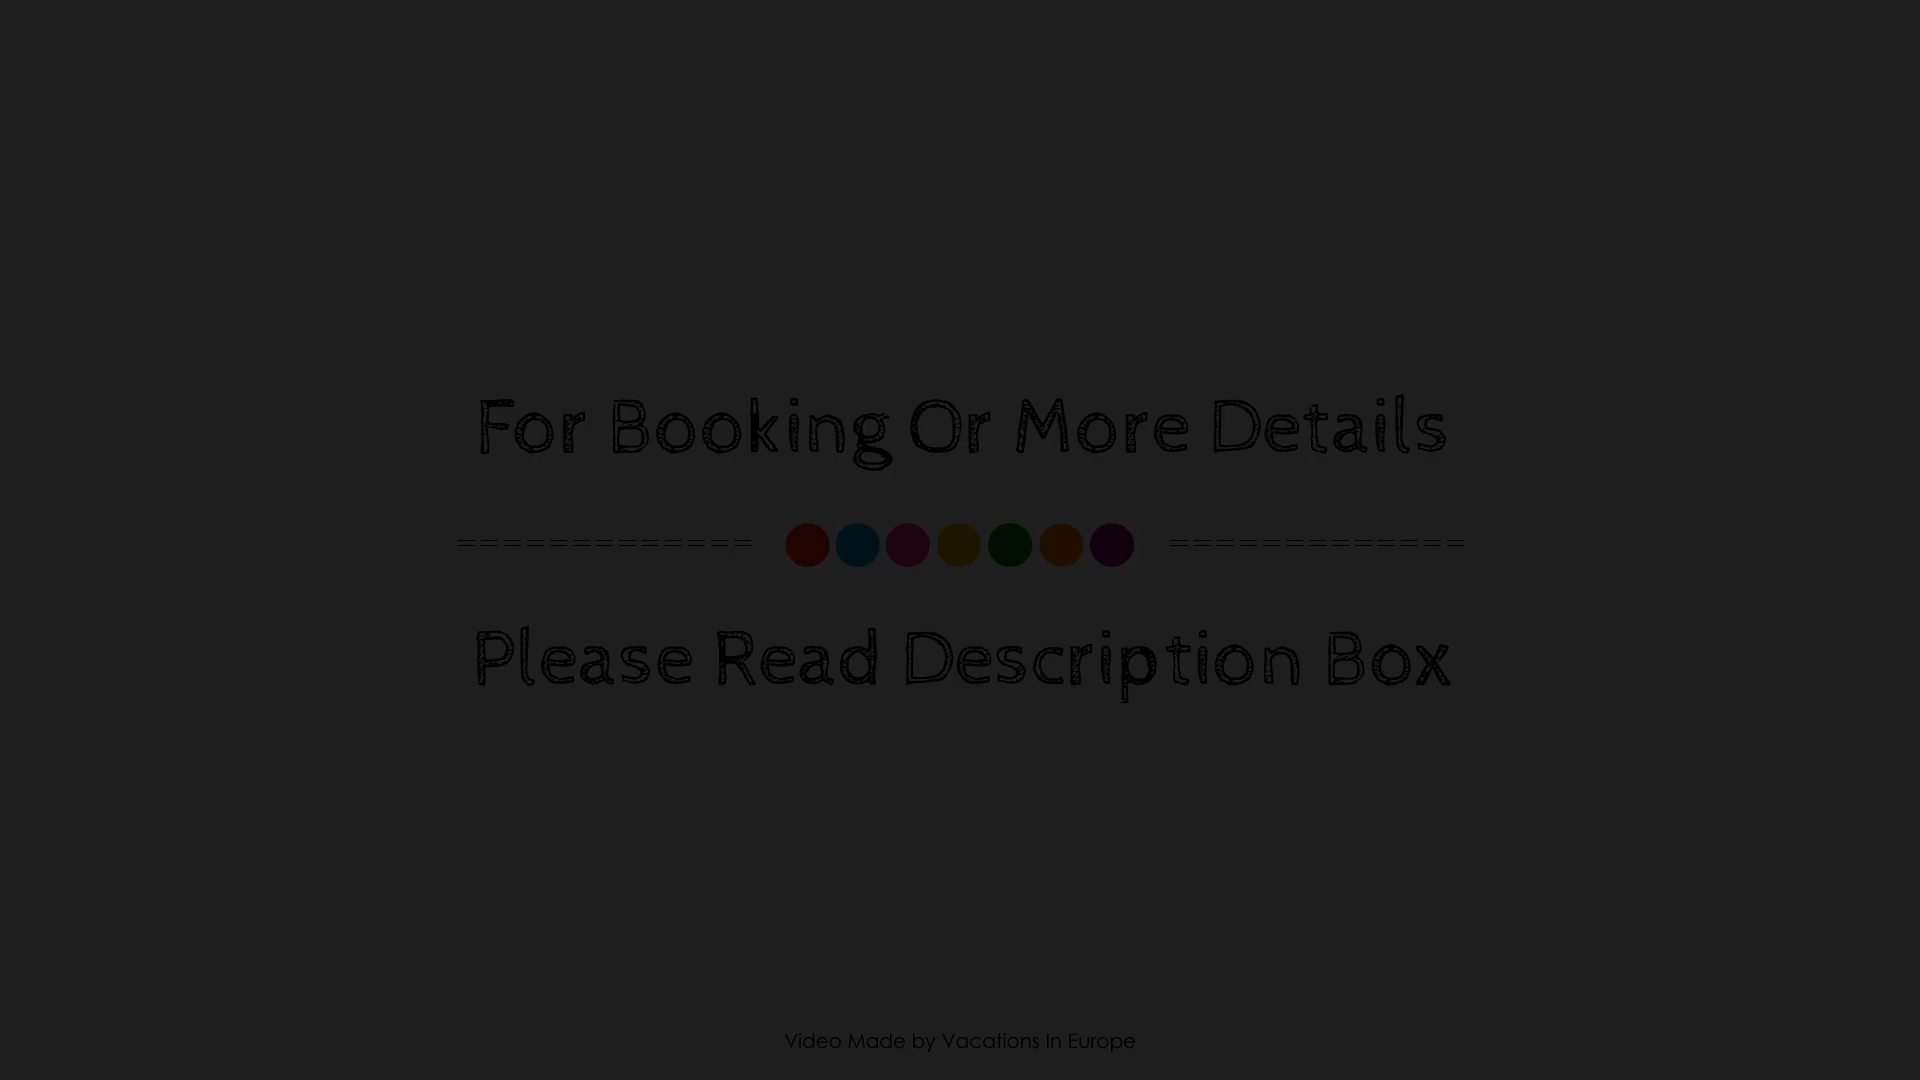 For Booking Or More Details
============= =============
Please Read Description Box
Video Made by Vacations In Europe